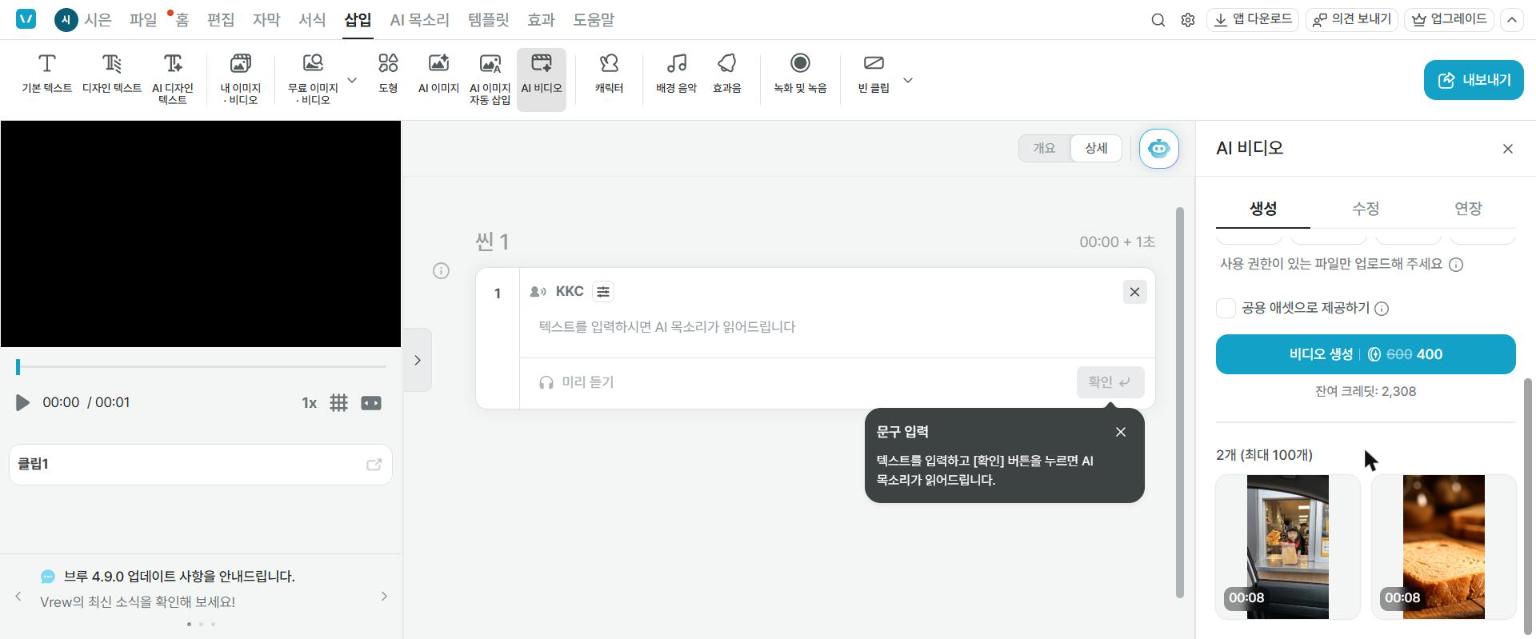 시 시은 파일 홈 편집 자막 서식 삽입 AI 목소리 템플릿 효과 도움말 앱 다운로드 의견 보내기 업그레이드
기본 텍스트 디자인 텍스트 AI 디자인 텍스트 내 이미지 · 비디오 무료 이미지 · 비디오 도형 AI 이미지 AI 이미지 자동 삽입 AI 비디오 캐릭터 배경 음악 효과음 녹화 및 녹음 빈 클립 내보내기
개요 상세
씬 1 00:00 + 1초
1 KKC
텍스트를 입력하시면 AI 목소리가 읽어드립니다
미리 듣기 확인
문구 입력
텍스트를 입력하고 [확인] 버튼을 누르면 AI
목소리가 읽어드립니다.
00:00 / 00:01 1x
클립1
브루 4.9.0 업데이트 사항을 안내드립니다.
Vrew의 최신 소식을 확인해 보세요!
AI 비디오
생성 수정 연장
사용 권한이 있는 파일만 업로드해 주세요
공용 애셋으로 제공하기
비디오 생성 600 400
잔여 크레딧: 2,308
2개 (최대 100개)
00:08 00:08